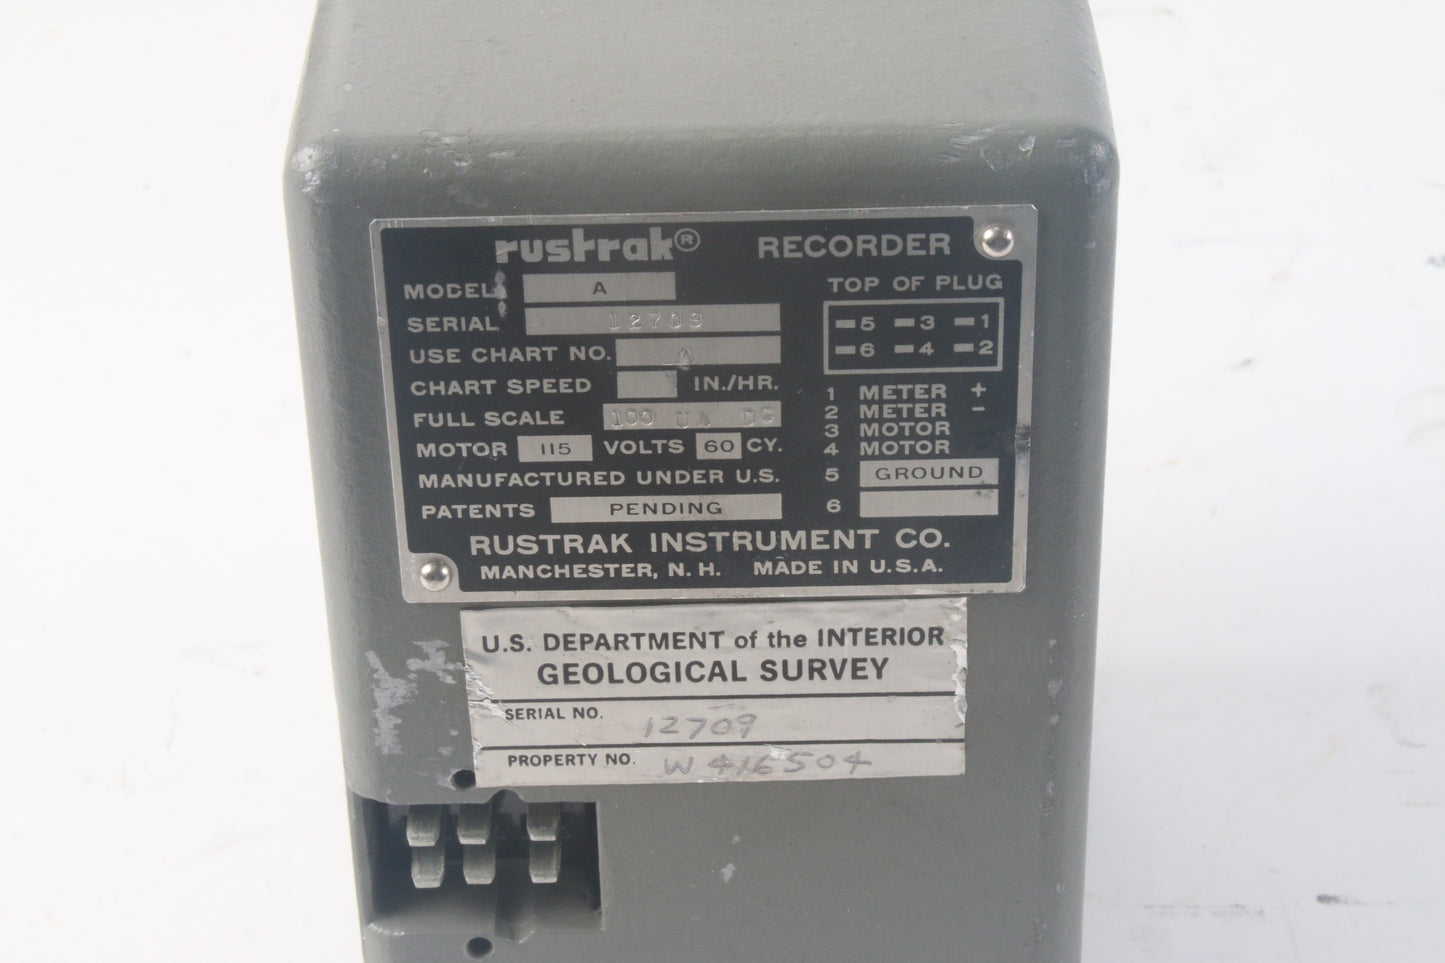 rustrak® RECORDER
MODEL A
SERIAL 12709
USE CHART NO. A
CHART SPEED IN./HR.
FULL SCALE 100 UA DC
MOTOR 115 VOLTS 60 CY.
MANUFACTURED UNDER U.S.
PATENTS PENDING
TOP OF PLUG
5 3 1
6 4 2
1 METER +
2 METER -
3 MOTOR
4 MOTOR
5 GROUND
6
RUSTRAK INSTRUMENT CO.
MANCHESTER, N. H. MADE IN U.S.A.
U.S. DEPARTMENT of the INTERIOR
GEOLOGICAL SURVEY
SERIAL NO. 12709
PROPERTY NO. W416504